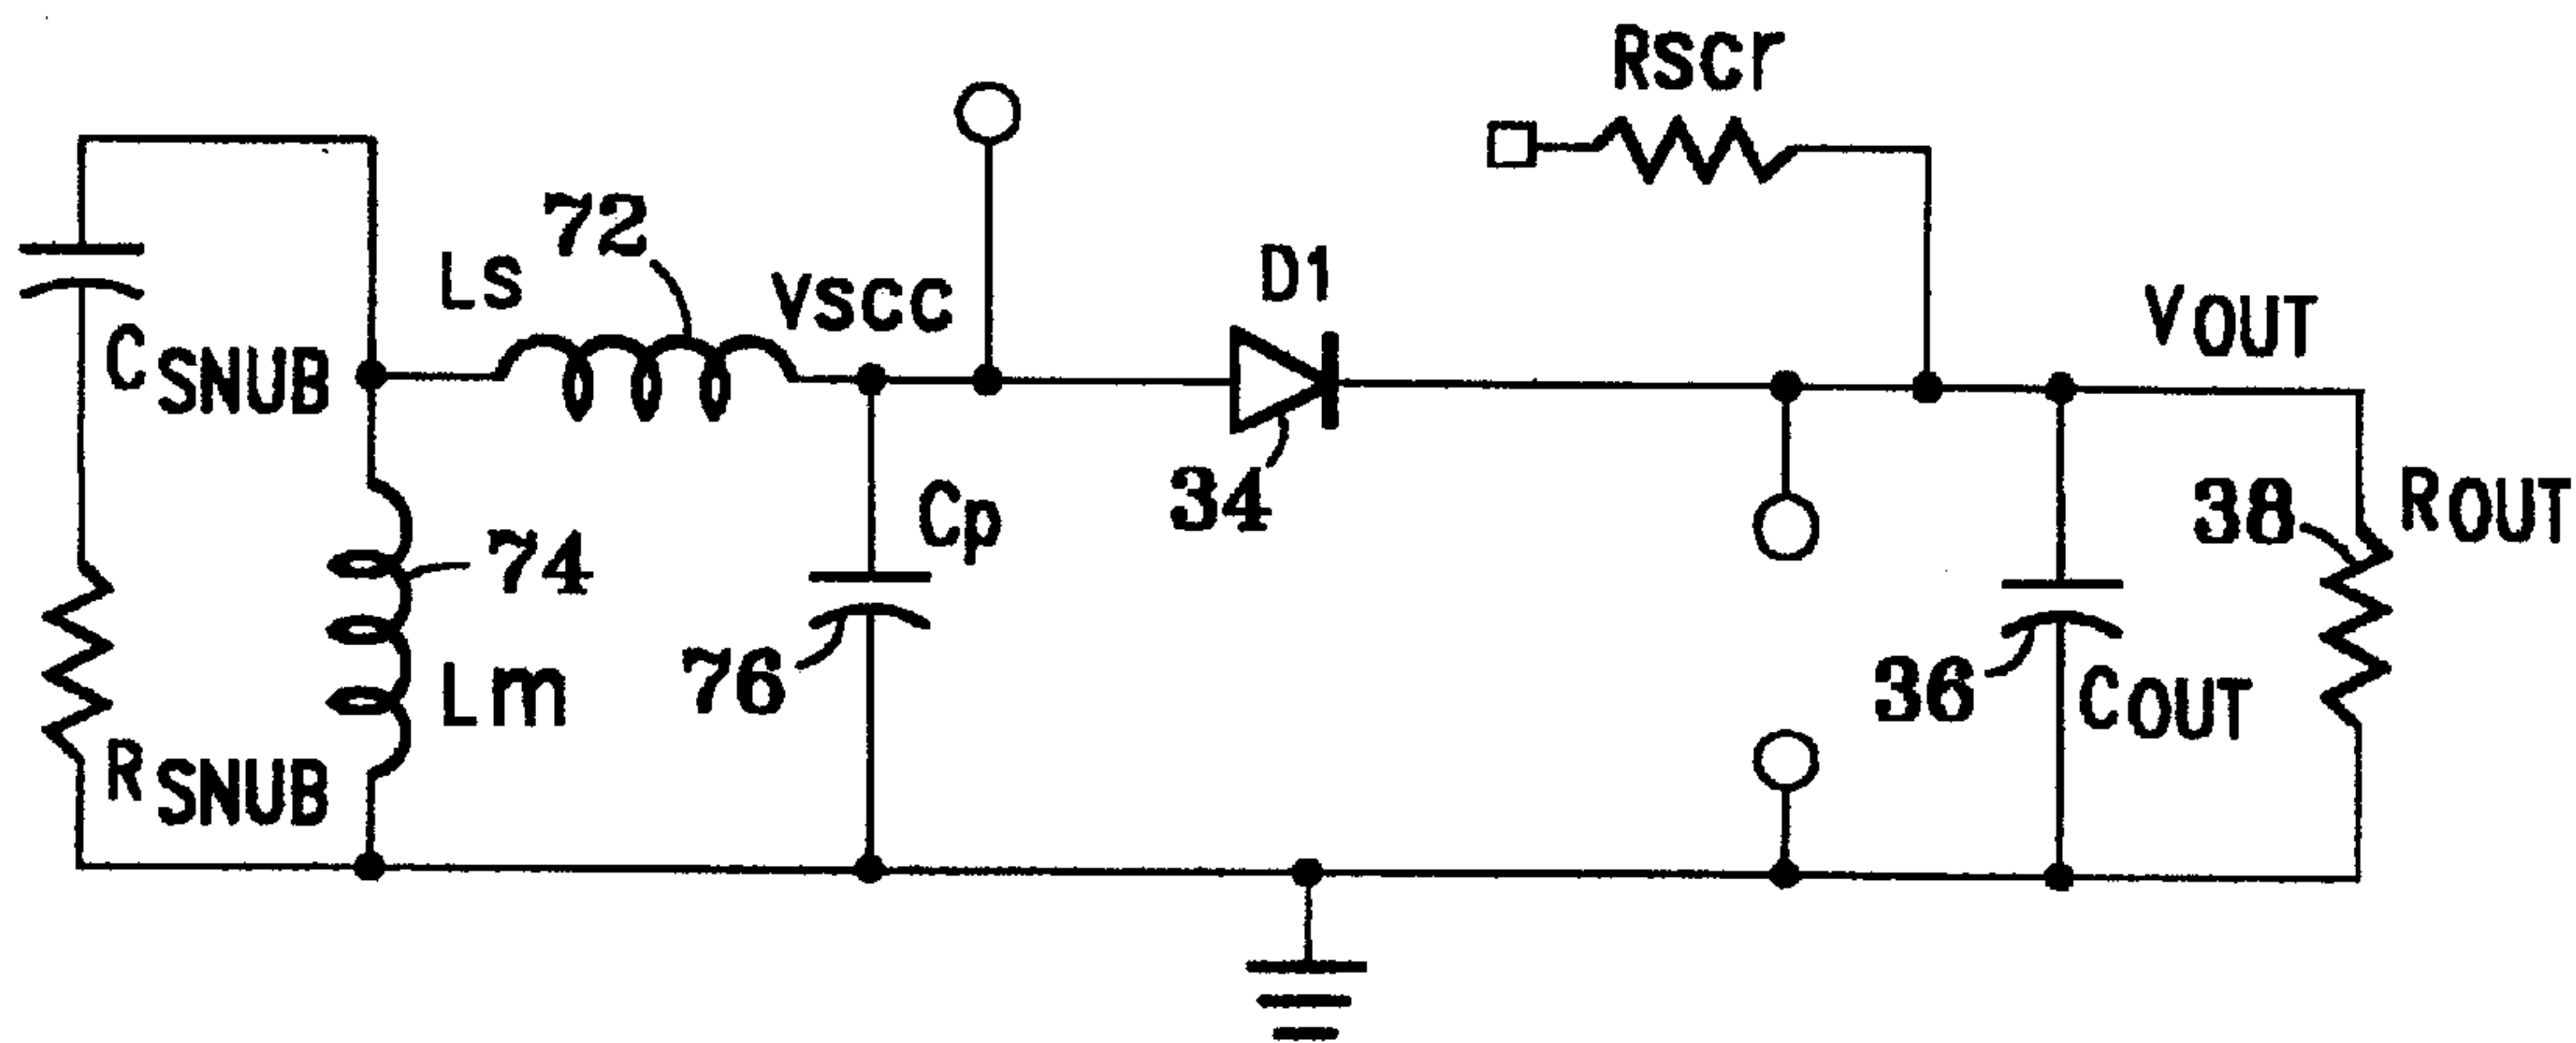 Rscr
72
Ls
Vscc
D1
VOUT
CSNUB
34
Cp
38
ROUT
74
76
36
Lm
COUT
RSNUB